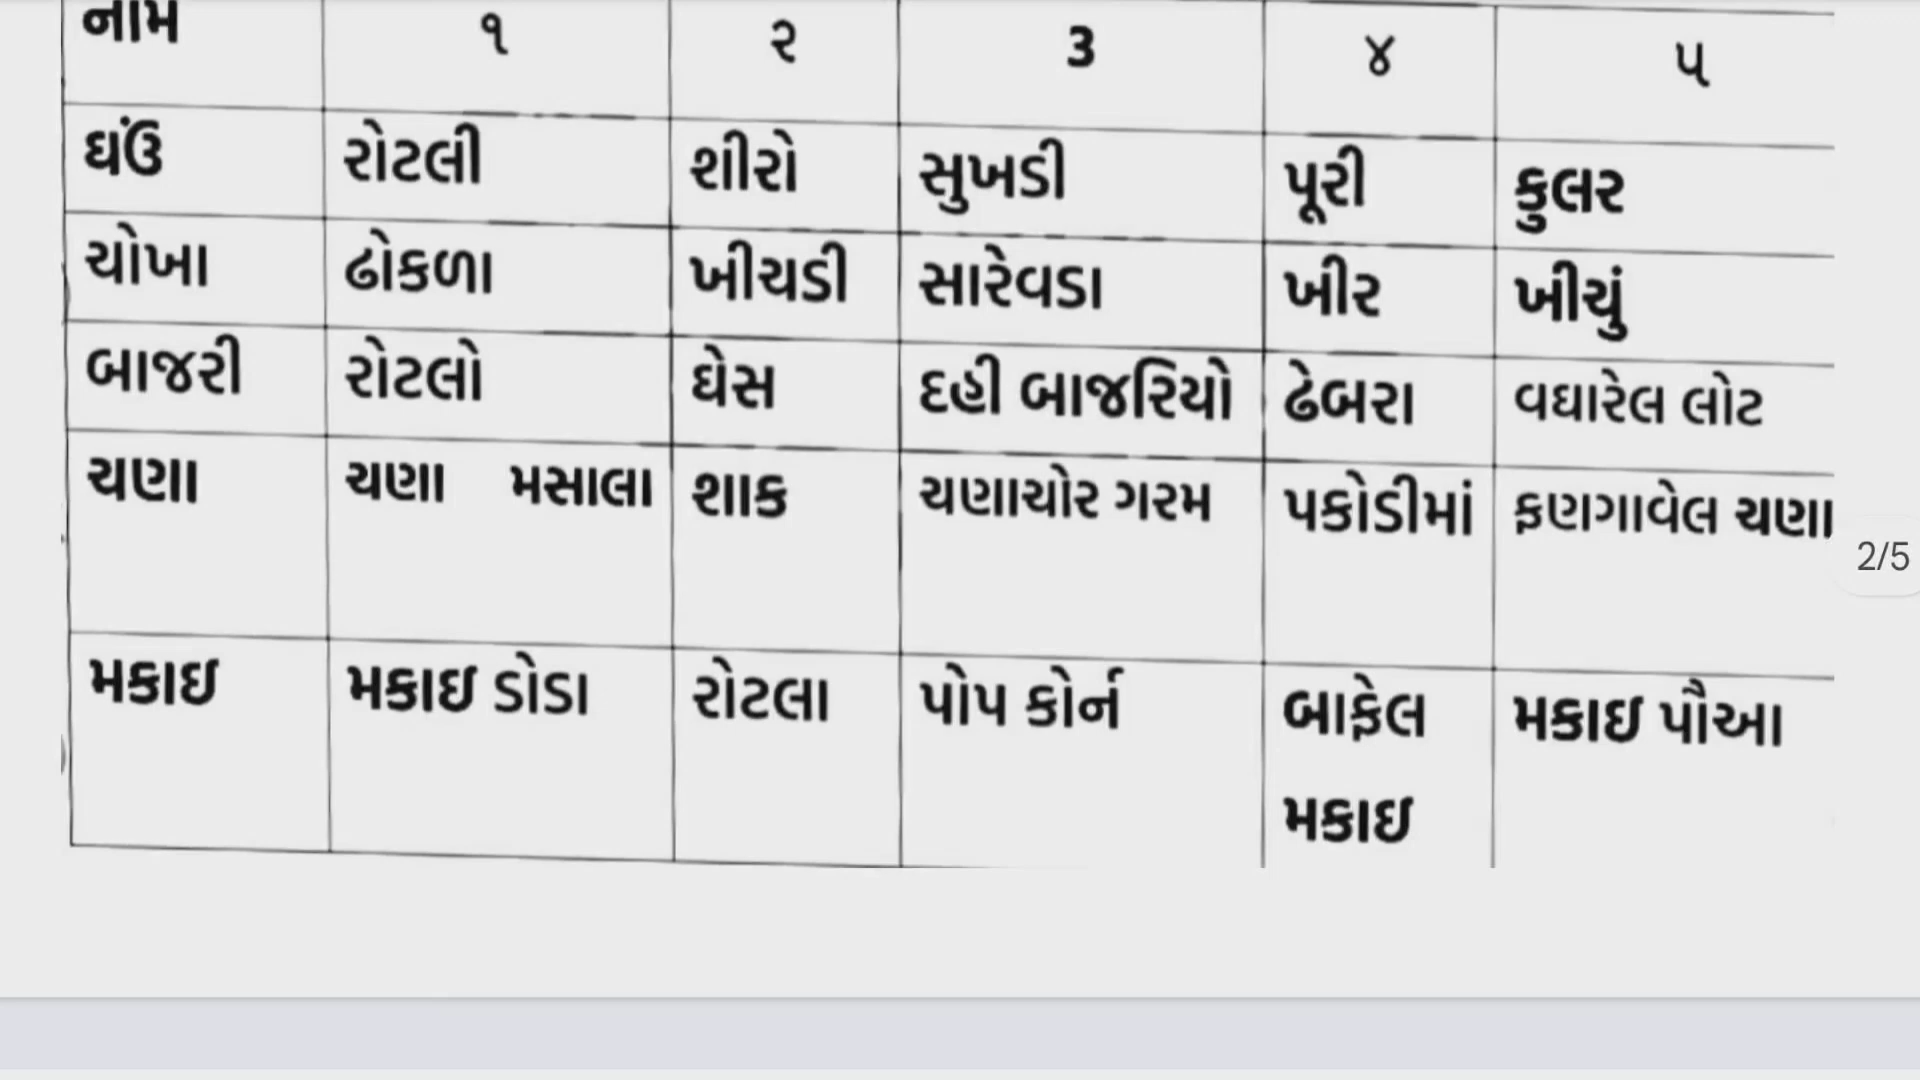 નામ ૧ ૨ 3 ૪ ૫
ઘઉં રોટલી શીરો સુખડી પૂરી કુલર
ચોખા ઢોકળા ખીચડી સારેવડા ખીર ખીચું
બાજરી રોટલો ઘેસ દહી બાજરિયો ઢેબરા વઘારેલ લોટ
ચણા ચણા મસાલા શાક ચણાચોર ગરમ પકોડીમાં ફણગાવેલ ચણા
મકાઇ મકાઇ ડોડા રોટલા પોપ કોર્ન બાફેલ મકાઇ પૌઆ
મકાઇ
2/5